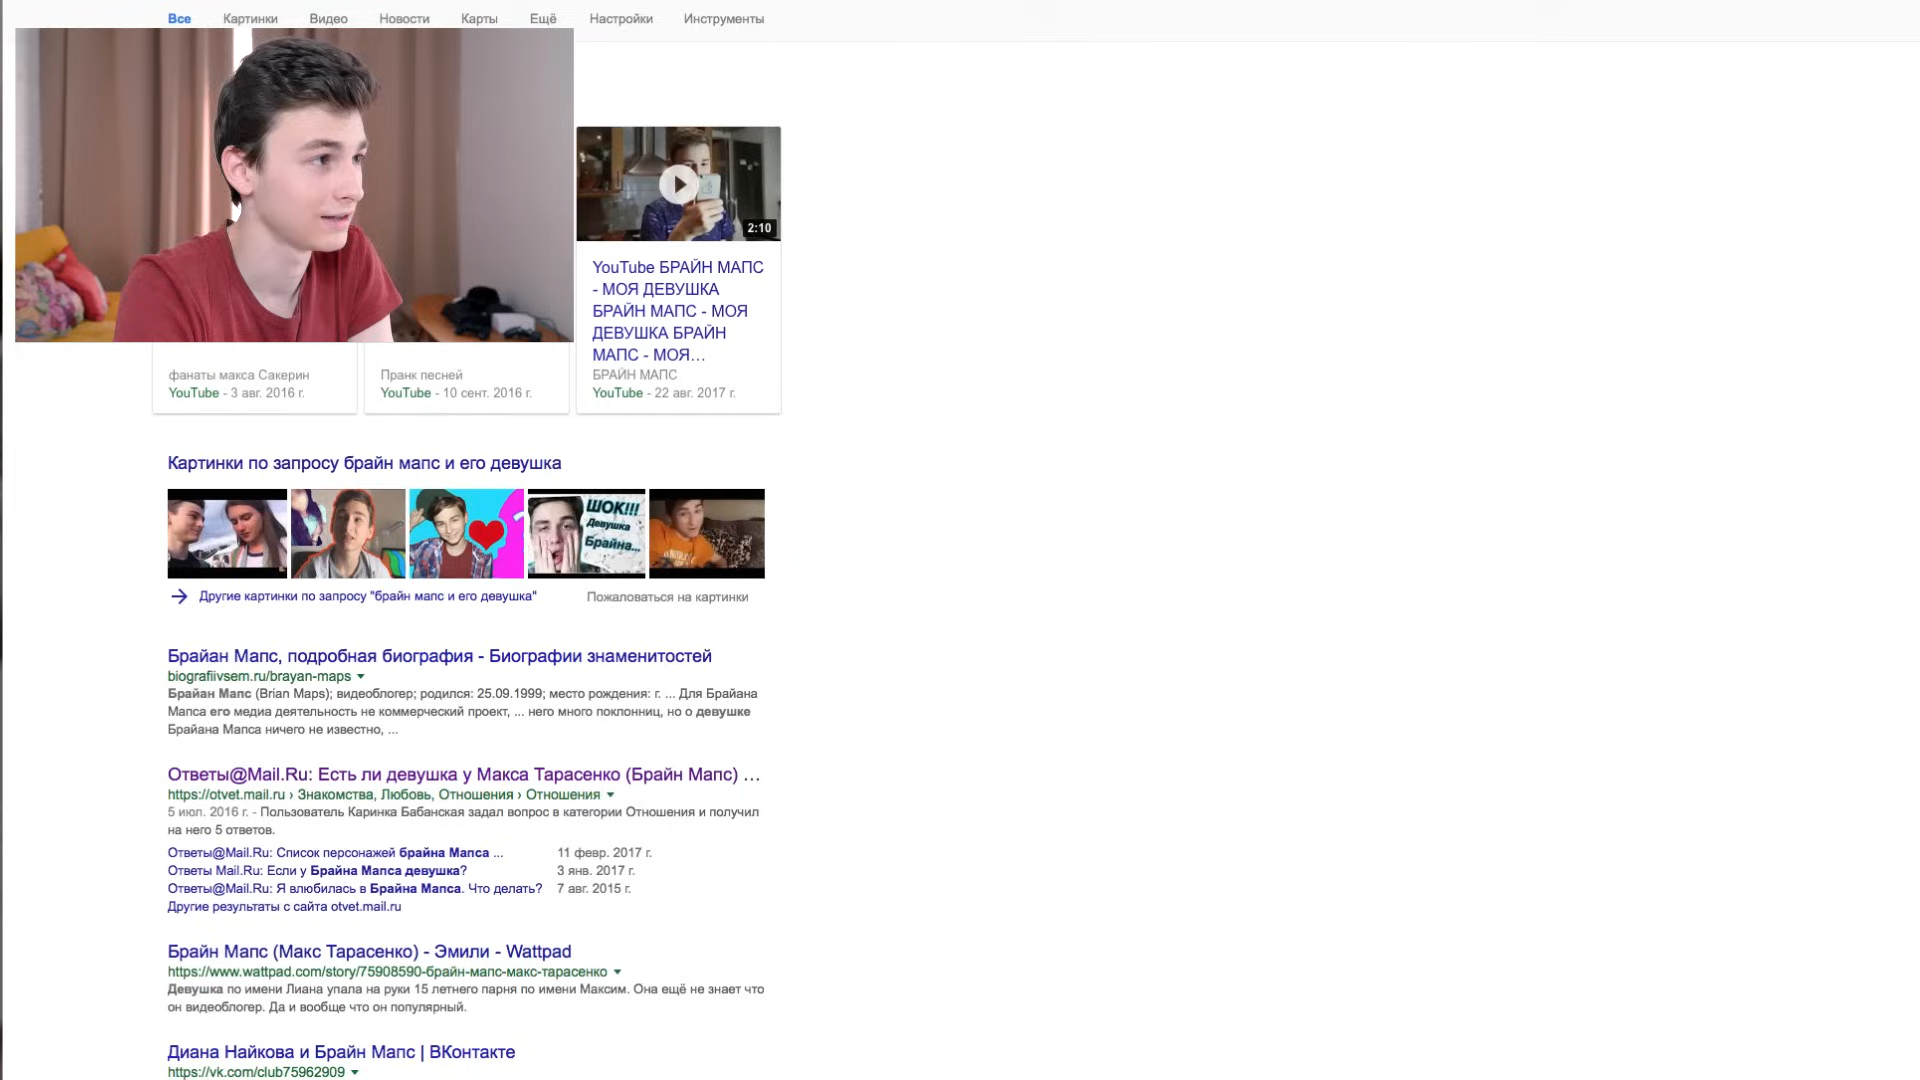 Все Картинки Видео Новости Карты Ещё Настройки Инструменты
2:10
YouTube БРАЙН МАПС
- МОЯ ДЕВУШКА
БРАЙН МАПС - МОЯ
ДЕВУШКА БРАЙН
МАПС - МОЯ…
фанаты макса Сакерин
YouTube - 3 авг. 2016 г.
Пранк песней
YouTube - 10 сент. 2016 г.
БРАЙН МАПС
YouTube - 22 авг. 2017 г.
Картинки по запросу брайн мапс и его девушка
?
ШОК!!!
Девушка
Брайна...
Другие картинки по запросу "брайн мапс и его девушка" Пожаловаться на картинки
Брайан Мапс, подробная биография - Биографии знаменитостей
biografiivsem.ru/brayan-maps
Брайан Мапс (Brian Maps); видеоблогер; родился: 25.09.1999; место рождения: г. ... Для Брайана
Мапса его медиа деятельность не коммерческий проект, ... него много поклонниц, но о девушке
Брайана Мапса ничего не известно, ...
Ответы@Mail.Ru: Есть ли девушка у Макса Тарасенко (Брайн Мапс) …
https://otvet.mail.ru › Знакомства, Любовь, Отношения › Отношения
5 июл. 2016 г. - Пользователь Каринка Бабанская задал вопрос в категории Отношения и получил
на него 5 ответов.
Ответы@Mail.Ru: Список персонажей брайна Мапса ... 11 февр. 2017 г.
Ответы Mail.Ru: Если у Брайна Мапса девушка? 3 янв. 2017 г.
Ответы@Mail.Ru: Я влюбилась в Брайна Мапса. Что делать? 7 авг. 2015 г.
Другие результаты с сайта otvet.mail.ru
Брайн Мапс (Макс Тарасенко) - Эмили - Wattpad
https://www.wattpad.com/story/75908590-брайн-мапс-макс-тарасенко
Девушка по имени Лиана упала на руки 15 летнего парня по имени Максим. Она ещё не знает что
он видеоблогер. Да и вообще что он популярный.
Диана Найкова и Брайн Мапс | ВКонтакте
https://vk.com/club75962909